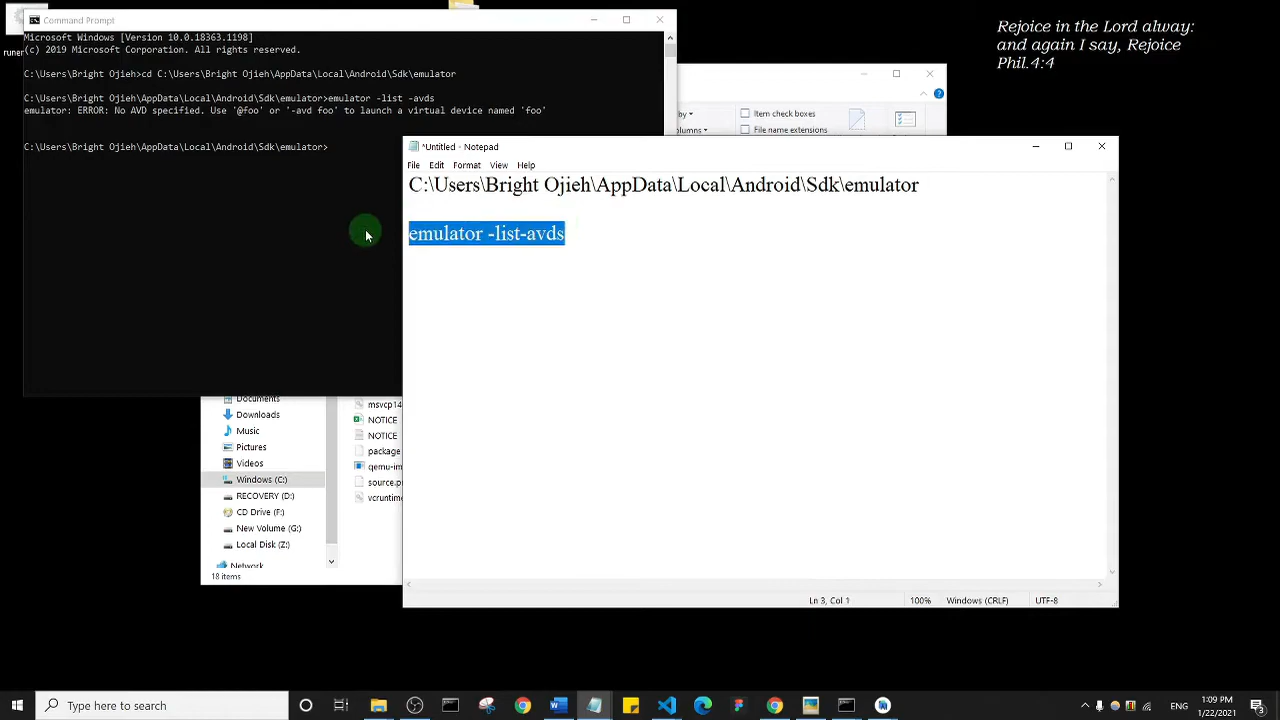 Command Prompt
Microsoft Windows [Version 10.0.18363.1198]
(c) 2019 Microsoft Corporation. All rights reserved.
C:\Users\Bright Ojieh>cd C:\Users\Bright Ojieh\AppData\Local\Android\Sdk\emulator
C:\Users\Bright Ojieh\AppData\Local\Android\Sdk\emulator>emulator -list -avds
emulator: ERROR: No AVD specified. Use '@foo' or '-avd foo' to launch a virtual device named 'foo'
C:\Users\Bright Ojieh\AppData\Local\Android\Sdk\emulator>
Rejoice in the Lord alway:
and again I say, Rejoice
Phil.4:4
by
Item check boxes
File name extensions
*Untitled - Notepad
File Edit Format View Help
C:\Users\Bright Ojieh\AppData\Local\Android\Sdk\emulator
emulator -list-avds
Ln 3, Col 1 100% Windows (CRLF) UTF-8
Documents
Downloads
Music
Pictures
Videos
Windows (C:)
RECOVERY (D:)
CD Drive (F:)
New Volume (G:)
Local Disk (Z:)
Network
msvcp14
NOTICE
NOTICE
package
qemu-im
source.p
vcruntime
18 items
Type here to search
ENG
1:09 PM
1/22/2021